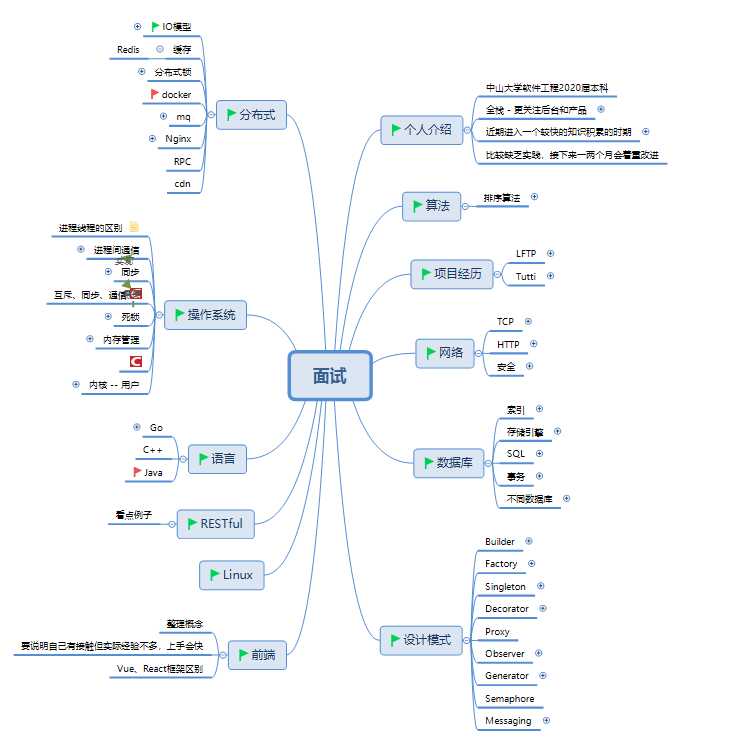 面试
个人介绍
中山大学软件工程2020届本科
全栈 - 更关注后台和产品
近期进入一个较快的知识积累的时期
比较缺乏实践，接下来一两个月会着重改进
算法
排序算法
项目经历
LFTP
Tutti
网络
TCP
HTTP
安全
数据库
索引
存储引擎
SQL
事务
不同数据库
设计模式
Builder
Factory
Singleton
Decorator
Proxy
Observer
Generator
Semaphore
Messaging
分布式
IO模型
缓存
Redis
分布式锁
docker
mq
Nginx
RPC
cdn
操作系统
进程线程的区别
进程间通信
同步
互斥、同步、通信
死锁
内存管理
内核 -- 用户
语言
Go
C++
Java
RESTful
看点例子
Linux
前端
整理概念
要说明自己有接触但实际经验不多，上手会快
Vue、React框架区别